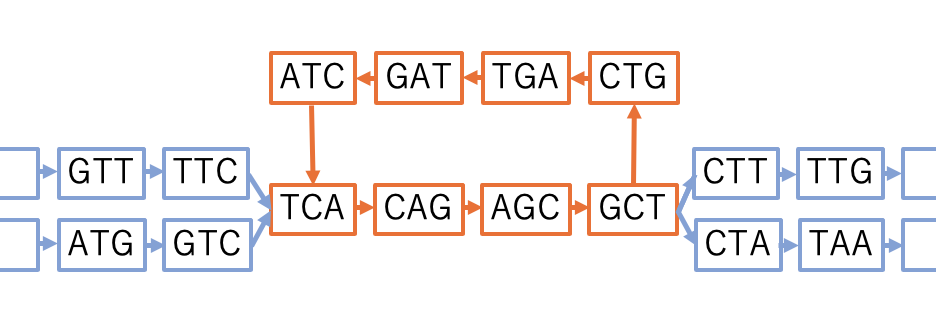 ATC GAT TGA CTG
GTT TTC CTT TTG
TCA CAG AGC GCT
ATG GTC CTA TAA